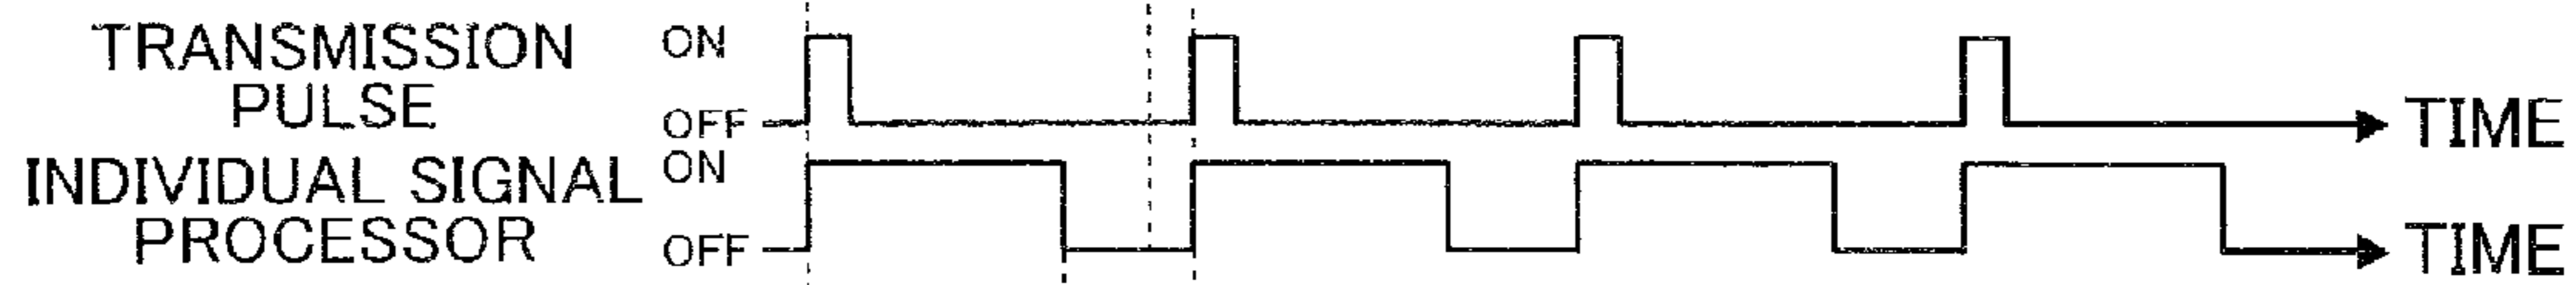 TRANSMISSION
PULSE
ON
OFF
TIME
INDIVIDUAL SIGNAL
PROCESSOR
ON
OFF
TIME